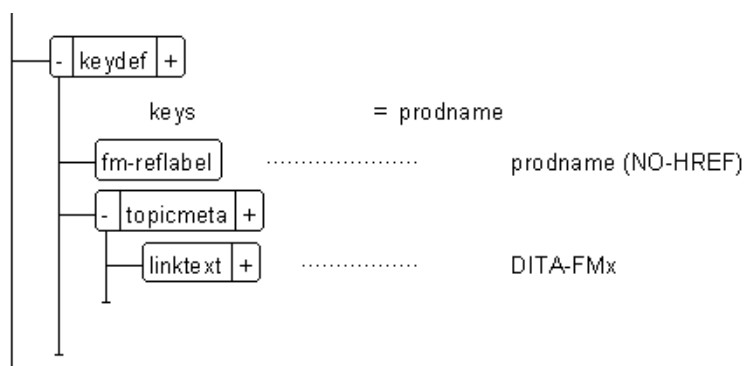 - keydef +
keys = prodname
fm-reflabel .................... prodname (NO-HREF)
- topicmeta +
linktext + ................ DITA-FMx